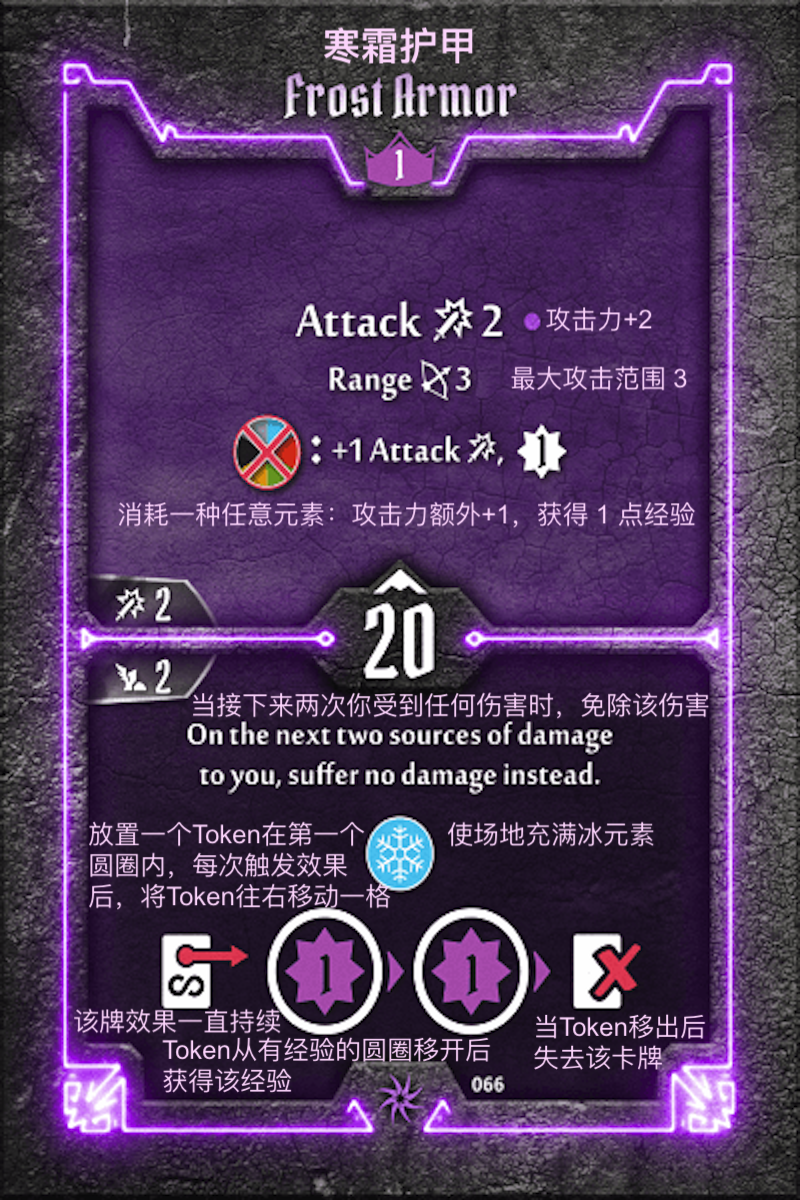 寒霜护甲
Frost Armor
1
Attack 2 攻击力+2
Range 3 最大攻击范围 3
: +1 Attack , 1
消耗一种任意元素：攻击力额外+1，获得 1 点经验
2
20
2
当接下来两次你受到任何伤害时，免除该伤害
On the next two sources of damage
to you, suffer no damage instead.
放置一个Token在第一个
圆圈内，每次触发效果
后，将Token往右移动一格
使场地充满冰元素
S 1 1
该牌效果一直持续
Token从有经验的圆圈移开后
获得该经验
当Token移出后
失去该卡牌
066